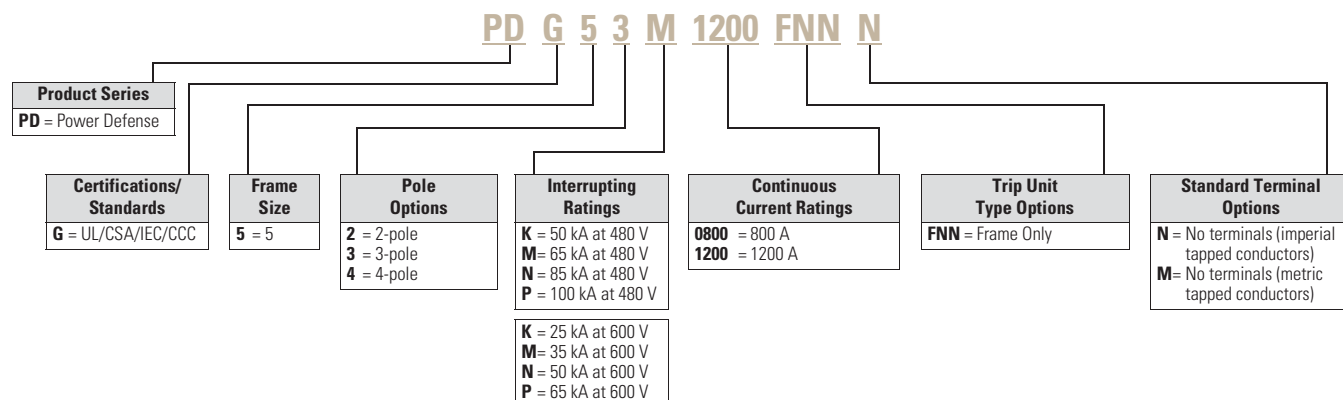 PD G 5 3 M 1200 FNN N
Product Series
PD = Power Defense
Certifications/
Standards
G = UL/CSA/IEC/CCC
Frame
Size
5 = 5
Pole
Options
2 = 2-pole
3 = 3-pole
4 = 4-pole
Interrupting
Ratings
K = 50 kA at 480 V
M= 65 kA at 480 V
N = 85 kA at 480 V
P = 100 kA at 480 V
K = 25 kA at 600 V
M= 35 kA at 600 V
N = 50 kA at 600 V
P = 65 kA at 600 V
Continuous
Current Ratings
0800 = 800 A
1200 = 1200 A
Trip Unit
Type Options
FNN = Frame Only
Standard Terminal
Options
N = No terminals (imperial
tapped conductors)
M= No terminals (metric
tapped conductors)